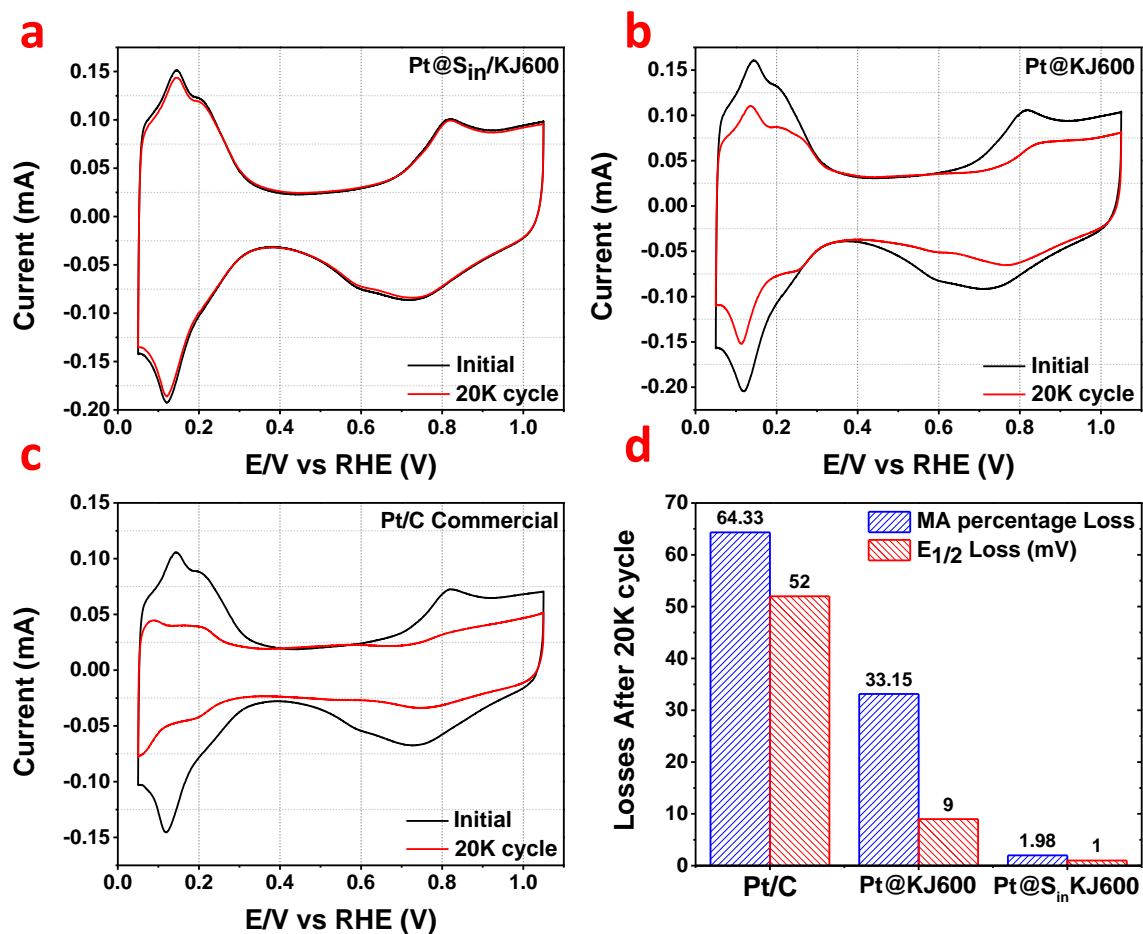 a
Pt@S_in/KJ600
0.15
0.10
0.05
0.00
-0.05
-0.10
-0.15
-0.20
Current (mA)
Initial
20K cycle
0.0 0.2 0.4 0.6 0.8 1.0
E/V vs RHE (V)
b
Pt@KJ600
0.15
0.10
0.05
0.00
-0.05
-0.10
-0.15
-0.20
Current (mA)
Initial
20K cycle
0.0 0.2 0.4 0.6 0.8 1.0
E/V vs RHE (V)
c
Pt/C Commercial
0.15
0.10
0.05
0.00
-0.05
-0.10
-0.15
Current (mA)
Initial
20K cycle
0.0 0.2 0.4 0.6 0.8 1.0
E/V vs RHE (V)
d
70
60
50
40
30
20
10
0
Losses After 20K cycle
MA percentage Loss
E_1/2 Loss (mV)
64.33
52
33.15
9
1.98
1
Pt/C Pt@KJ600 Pt@S_in KJ600